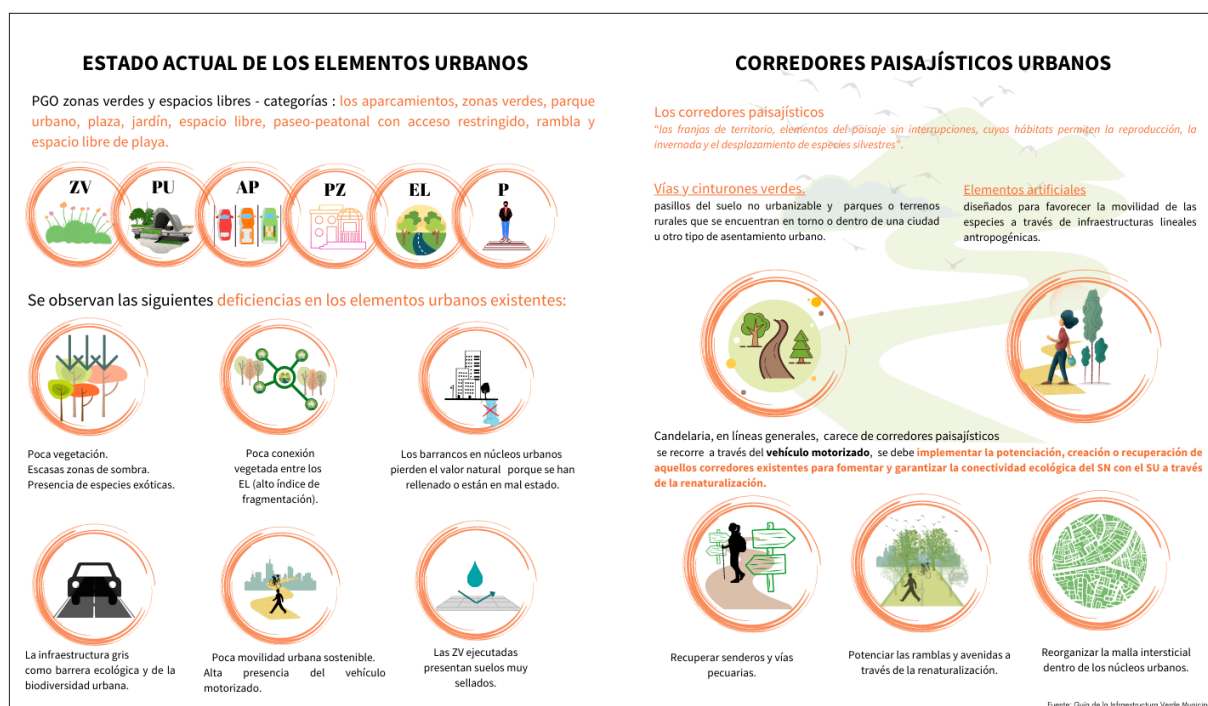 ESTADO ACTUAL DE LOS ELEMENTOS URBANOS
PGO zonas verdes y espacios libres - categorías : los aparcamientos, zonas verdes, parque
urbano, plaza, jardín, espacio libre, paseo-peatonal con acceso restringido, rambla y
espacio libre de playa.
ZV
PU
AP
PZ
EL
P
Se observan las siguientes deficiencias en los elementos urbanos existentes:
Poca vegetación.
Escasas zonas de sombra.
Presencia de especies exóticas.
Poca conexión
vegetada entre los
EL (alto índice de
fragmentación).
Los barrancos en núcleos urbanos
pierden el valor natural porque se han
rellenado o están en mal estado.
La infraestructura gris
como barrera ecológica y de la
biodiversidad urbana.
Poca movilidad urbana sostenible.
Alta presencia del vehículo
motorizado.
Las ZV ejecutadas
presentan suelos muy
sellados.
CORREDORES PAISAJÍSTICOS URBANOS
Los corredores paisajísticos
"las franjas de territorio, elementos del paisaje sin interrupciones, cuyos hábitats permiten la reproducción, la
invernada y el desplazamiento de especies silvestres".
Vías y cinturones verdes.
pasillos del suelo no urbanizable y parques o terrenos
rurales que se encuentran en torno o dentro de una ciudad
u otro tipo de asentamiento urbano.
Elementos artificiales
diseñados para favorecer la movilidad de las
especies a través de infraestructuras lineales
antropogénicas.
Candelaria, en líneas generales, carece de corredores paisajísticos
se recorre a través del vehículo motorizado, se debe implementar la potenciación, creación o recuperación de
aquellos corredores existentes para fomentar y garantizar la conectividad ecológica del SN con el SU a través
de la renaturalización.
Recuperar senderos y vías
pecuarias.
Potenciar las ramblas y avenidas a
través de la renaturalización.
Reorganizar la malla intersticial
dentro de los núcleos urbanos.
Fuente: Guía de la Infraestructura Verde Municip